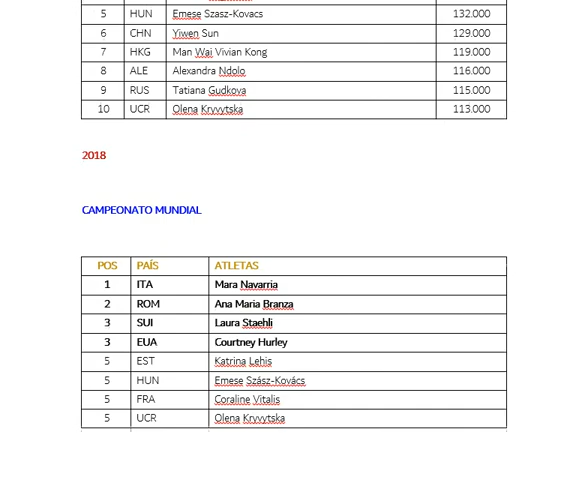 5 HUN Emese Szasz-Kovacs 132.000
6 CHN Yiwen Sun 129.000
7 HKG Man Wai Vivian Kong 119.000
8 ALE Alexandra Ndolo 116.000
9 RUS Tatiana Gudkova 115.000
10 UCR Olena Kryvytska 113.000
2018
CAMPEONATO MUNDIAL
POS PAÍS ATLETAS
1 ITA Mara Navarria
2 ROM Ana Maria Branza
3 SUI Laura Staehli
3 EUA Courtney Hurley
5 EST Katrina Lehis
5 HUN Emese Szász-Kovács
5 FRA Coraline Vitalis
5 UCR Olena Kryvytska